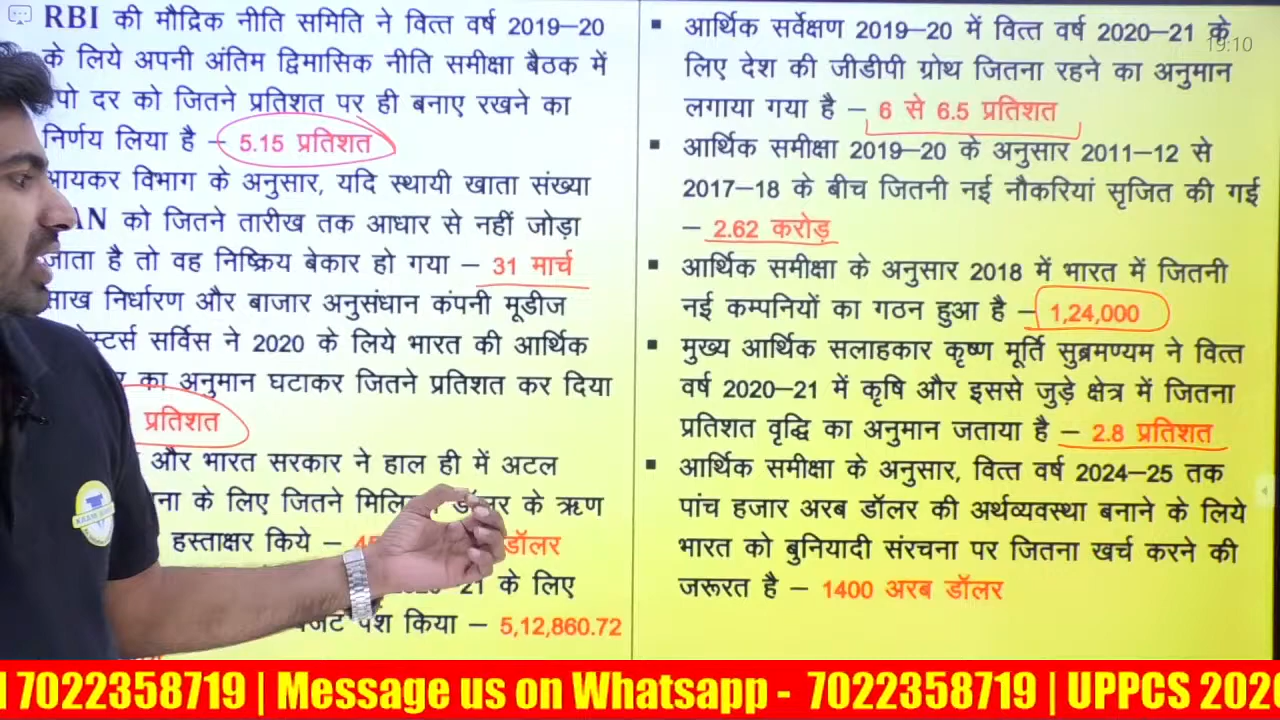 RBI की मौद्रिक नीति समिति ने वित्त वर्ष 2019–20
के लिये अपनी अंतिम द्विमासिक नीति समीक्षा बैठक में
पो दर को जितने प्रतिशत पर ही बनाए रखने का
निर्णय लिया है – 5.15 प्रतिशत
आयकर विभाग के अनुसार, यदि स्थायी खाता संख्या
AN को जितने तारीख तक आधार से नहीं जोड़ा
जाता है तो वह निष्क्रिय बेकार हो गया – 31 मार्च
साख निर्धारण और बाजार अनुसंधान कंपनी मूडीज
स्टर्स सर्विस ने 2020 के लिये भारत की आर्थिक
का अनुमान घटाकर जितने प्रतिशत कर दिया
प्रतिशत
और भारत सरकार ने हाल ही में अटल
ना के लिए जितने के ऋण
हस्ताक्षर किये – डॉलर
21 के लिए
पेश किया – 5,12,860.72
आर्थिक सर्वेक्षण 2019–20 में वित्त वर्ष 2020–21 के
19:10
लिए देश की जीडीपी ग्रोथ जितना रहने का अनुमान
लगाया गया है – 6 से 6.5 प्रतिशत
आर्थिक समीक्षा 2019–20 के अनुसार 2011–12 से
2017–18 के बीच जितनी नई नौकरियां सृजित की गई
– 2.62 करोड़
आर्थिक समीक्षा के अनुसार 2018 में भारत में जितनी
नई कम्पनियों का गठन हुआ है – 1,24,000
मुख्य आर्थिक सलाहकार कृष्ण मूर्ति सुब्रमण्यम ने वित्त
वर्ष 2020–21 में कृषि और इससे जुड़े क्षेत्र में जितना
प्रतिशत वृद्धि का अनुमान जताया है – 2.8 प्रतिशत
आर्थिक समीक्षा के अनुसार, वित्त वर्ष 2024–25 तक
पांच हजार अरब डॉलर की अर्थव्यवस्था बनाने के लिये
भारत को बुनियादी संरचना पर जितना खर्च करने की
जरूरत है – 1400 अरब डॉलर
7022358719 | Message us on Whatsapp - 7022358719 | UPPCS 202